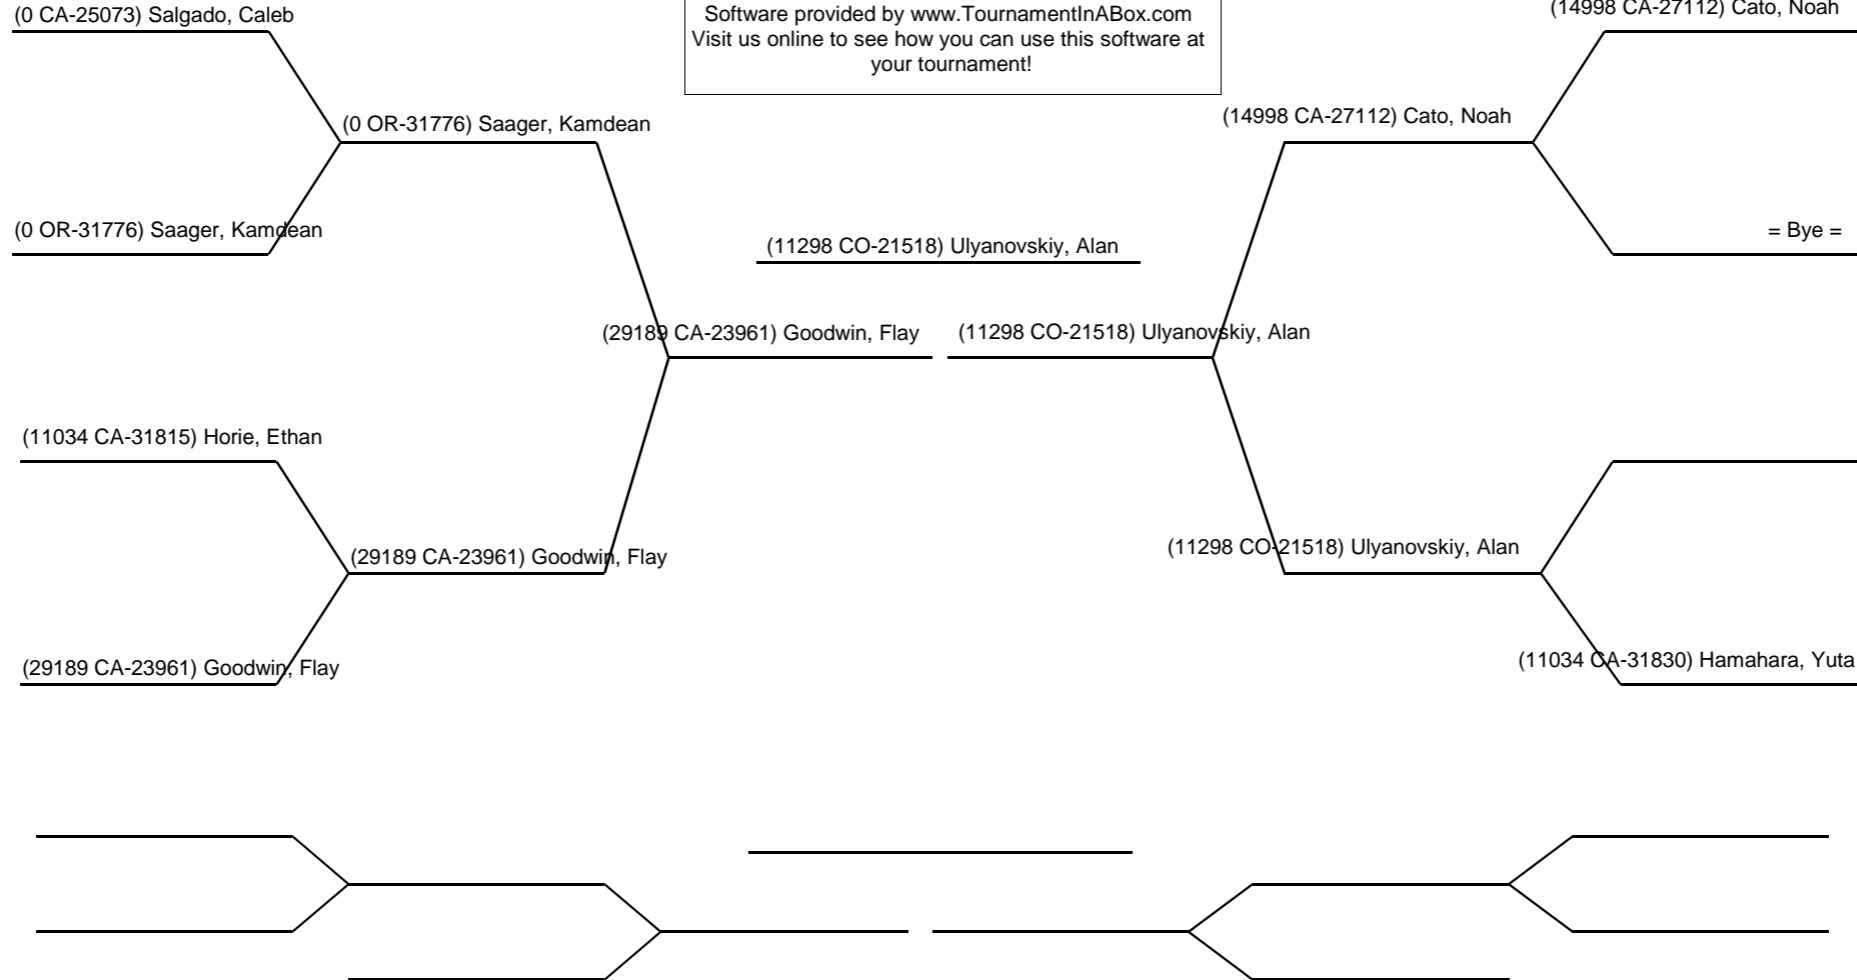 (0 CA-25073) Salgado, Caleb
Software provided by www.TournamentInABox.com
Visit us online to see how you can use this software at
your tournament!
(14998 CA-27112) Cato, Noah
(0 OR-31776) Saager, Kamdean
(14998 CA-27112) Cato, Noah
(0 OR-31776) Saager, Kamdean
(11298 CO-21518) Ulyanovskiy, Alan
= Bye =
(29189 CA-23961) Goodwin, Flay
(11298 CO-21518) Ulyanovskiy, Alan
(11034 CA-31815) Horie, Ethan
(29189 CA-23961) Goodwin, Flay
(11298 CO-21518) Ulyanovskiy, Alan
(29189 CA-23961) Goodwin, Flay
(11034 CA-31830) Hamahara, Yuta